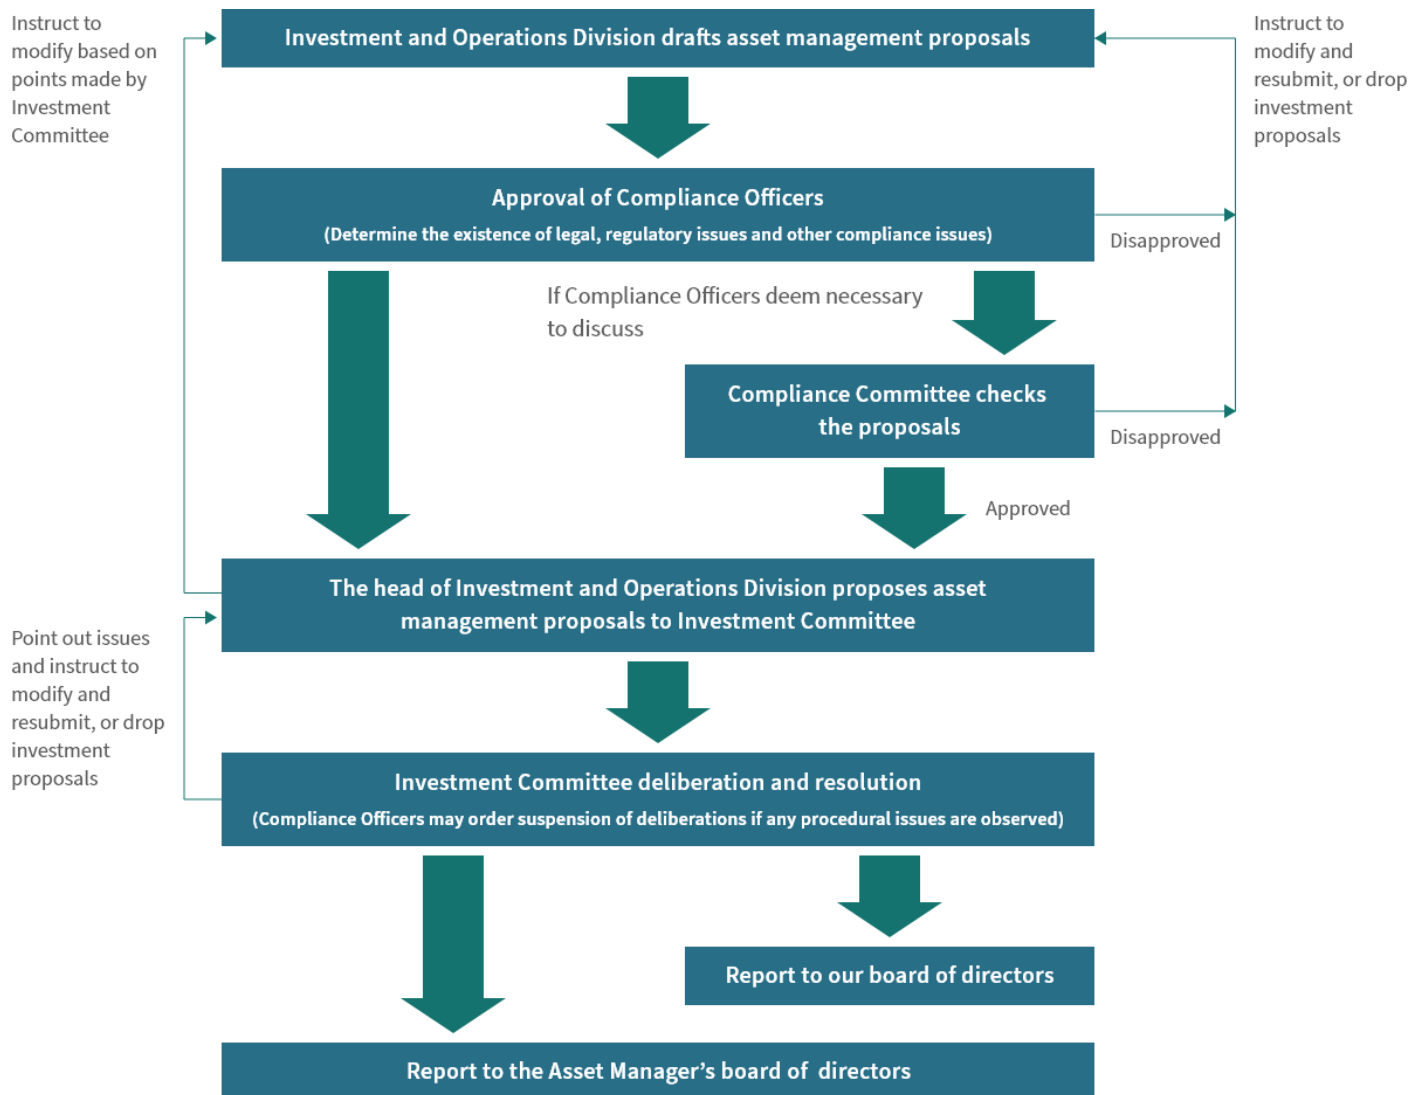 Instruct to
modify based on
points made by
Investment
Committee
Investment and Operations Division drafts asset management proposals
Instruct to
modify and
resubmit, or drop
investment
proposals
Approval of Compliance Officers
(Determine the existence of legal, regulatory issues and other compliance issues)
Disapproved
If Compliance Officers deem necessary
to discuss
Compliance Committee checks
the proposals
Disapproved
Approved
The head of Investment and Operations Division proposes asset
management proposals to Investment Committee
Point out issues
and instruct to
modify and
resubmit, or drop
investment
proposals
Investment Committee deliberation and resolution
(Compliance Officers may order suspension of deliberations if any procedural issues are observed)
Report to our board of directors
Report to the Asset Manager’s board of directors